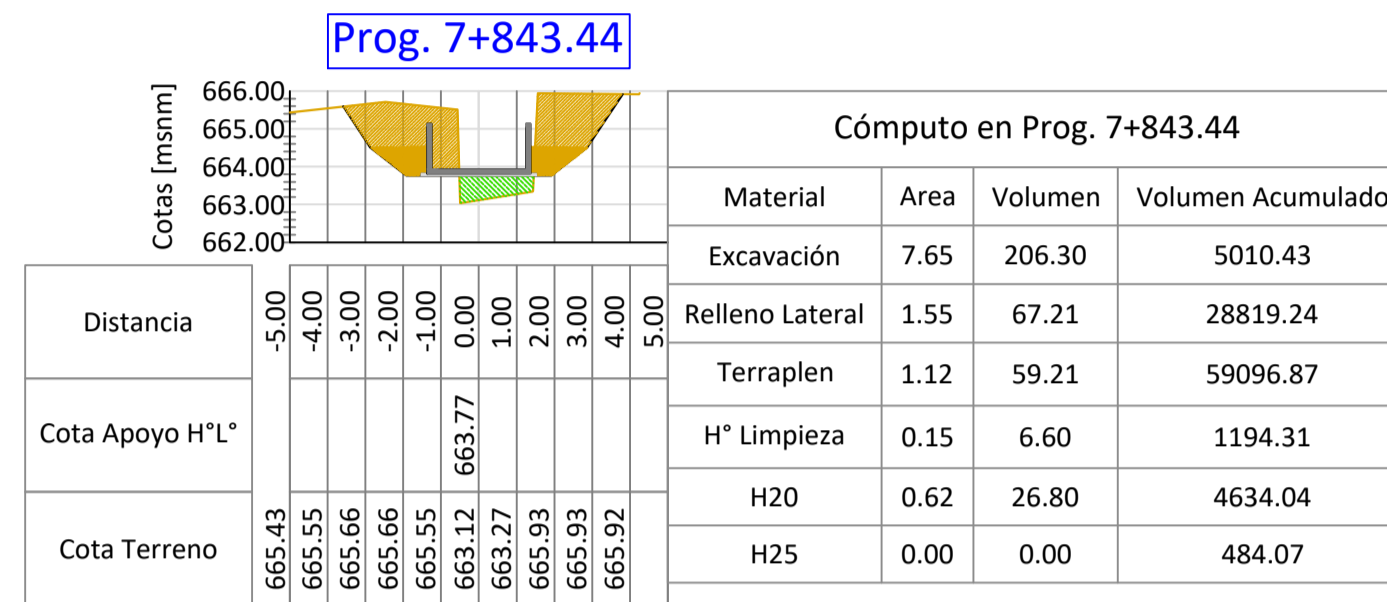 Prog. 7+843.44
Cotas [msnm]
666.00
665.00
664.00
663.00
662.00
Distancia
-5.00 -4.00 -3.00 -2.00 -1.00 0.00 1.00 2.00 3.00 4.00 5.00
Cota Apoyo H°L°
663.77
Cota Terreno
665.43 665.55 665.66 665.66 665.55 663.12 663.27 665.93 665.93 665.92
Cómputo en Prog. 7+843.44
Material Area Volumen Volumen Acumulado
Excavación 7.65 206.30 5010.43
Relleno Lateral 1.55 67.21 28819.24
Terraplen 1.12 59.21 59096.87
H° Limpieza 0.15 6.60 1194.31
H20 0.62 26.80 4634.04
H25 0.00 0.00 484.07